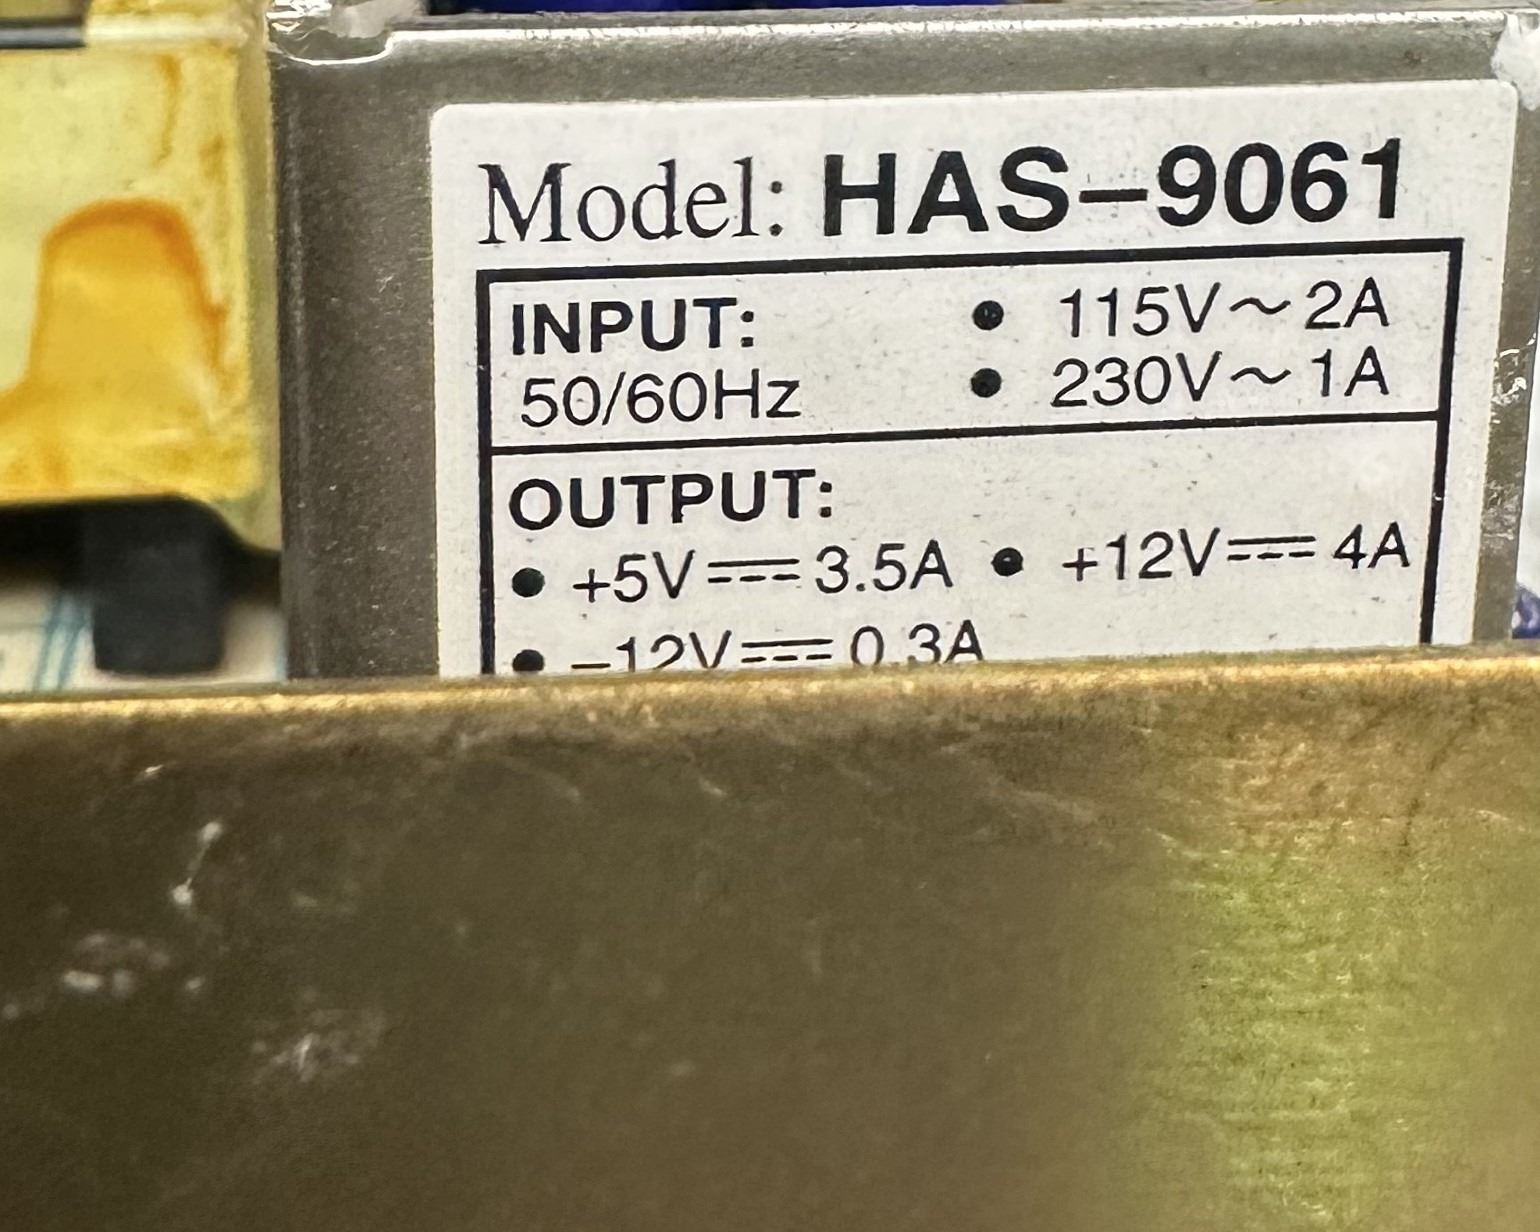 Model: HAS–9061
INPUT: • 115V~2A
50/60Hz • 230V~1A
OUTPUT:
• +5V⎓3.5A • +12V⎓4A
• –12V⎓0.3A